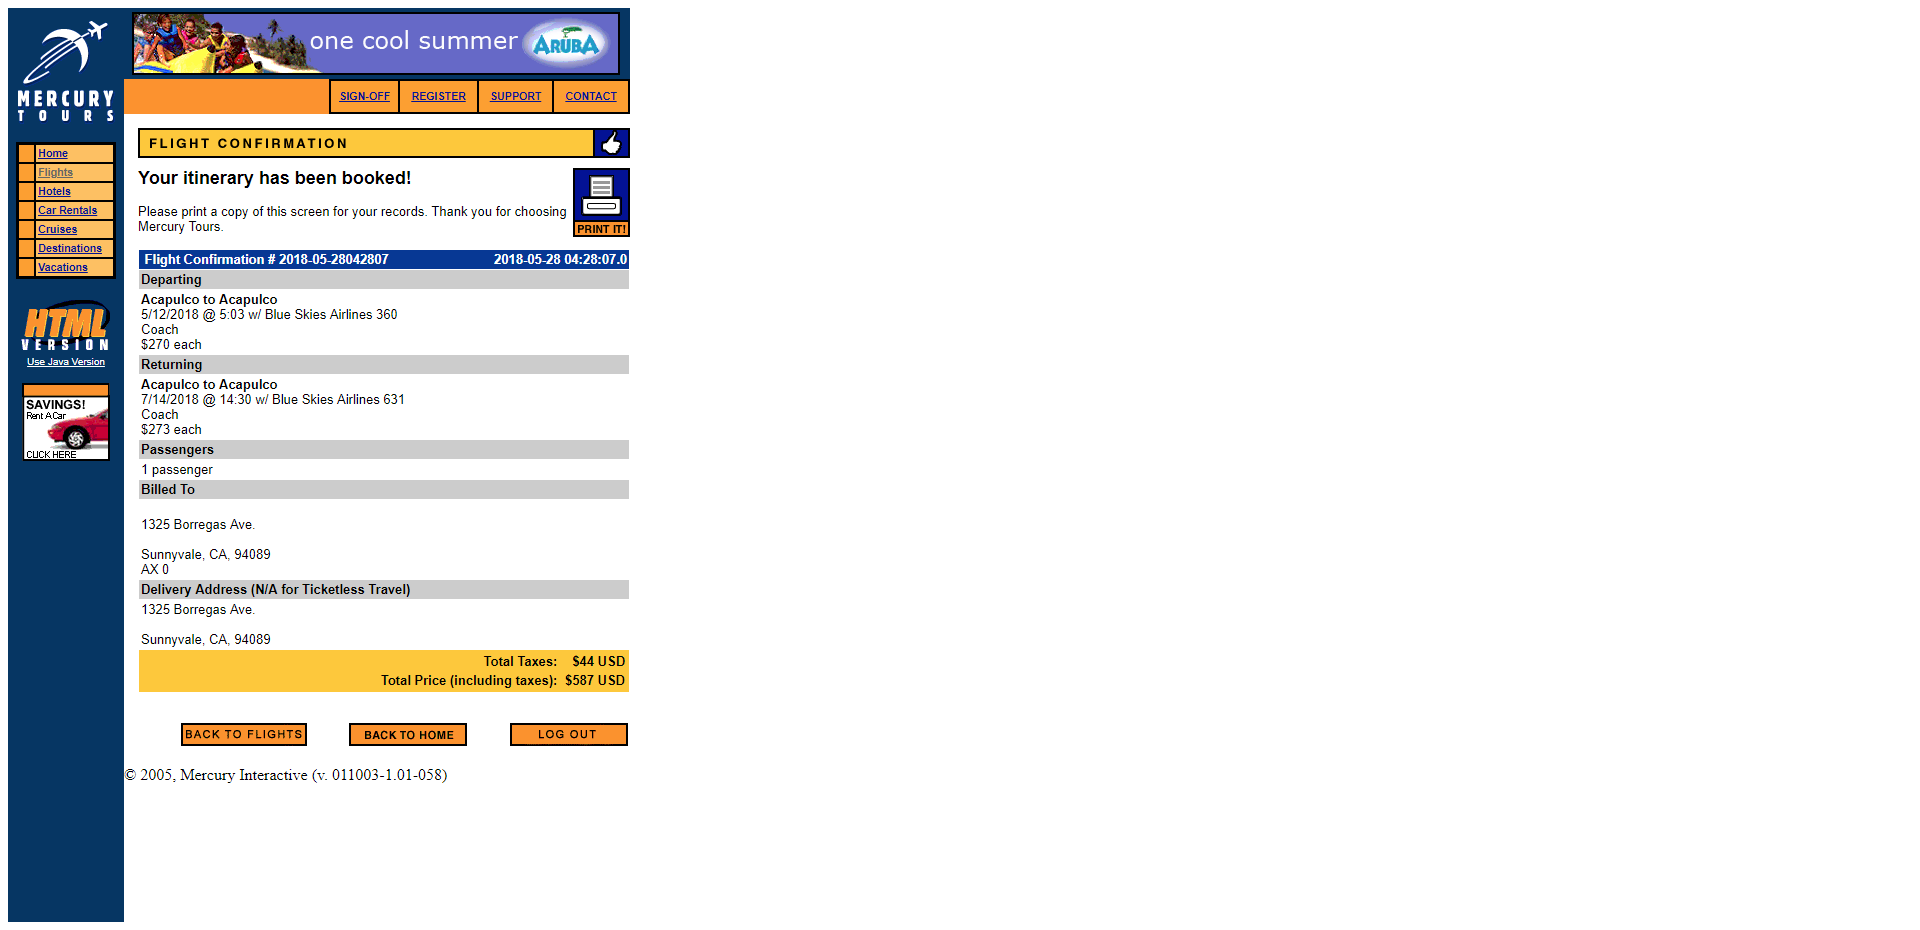 one cool summer ARUBA
MERCURY
TOURS
SIGN-OFF REGISTER SUPPORT CONTACT
Home
Flights
Hotels
Car Rentals
Cruises
Destinations
Vacations
HTML
VERSION
Use Java Version
SAVINGS!
Rent A Car
CLICK HERE
FLIGHT CONFIRMATION
Your itinerary has been booked!
Please print a copy of this screen for your records. Thank you for choosing
Mercury Tours.
PRINT IT!
Flight Confirmation # 2018-05-28042807 2018-05-28 04:28:07.0
Departing
Acapulco to Acapulco
5/12/2018 @ 5:03 w/ Blue Skies Airlines 360
Coach
$270 each
Returning
Acapulco to Acapulco
7/14/2018 @ 14:30 w/ Blue Skies Airlines 631
Coach
$273 each
Passengers
1 passenger
Billed To
1325 Borregas Ave.
Sunnyvale, CA, 94089
AX 0
Delivery Address (N/A for Ticketless Travel)
1325 Borregas Ave.
Sunnyvale, CA, 94089
Total Taxes: $44 USD
Total Price (including taxes): $587 USD
BACK TO FLIGHTS BACK TO HOME LOG OUT
© 2005, Mercury Interactive (v. 011003-1.01-058)